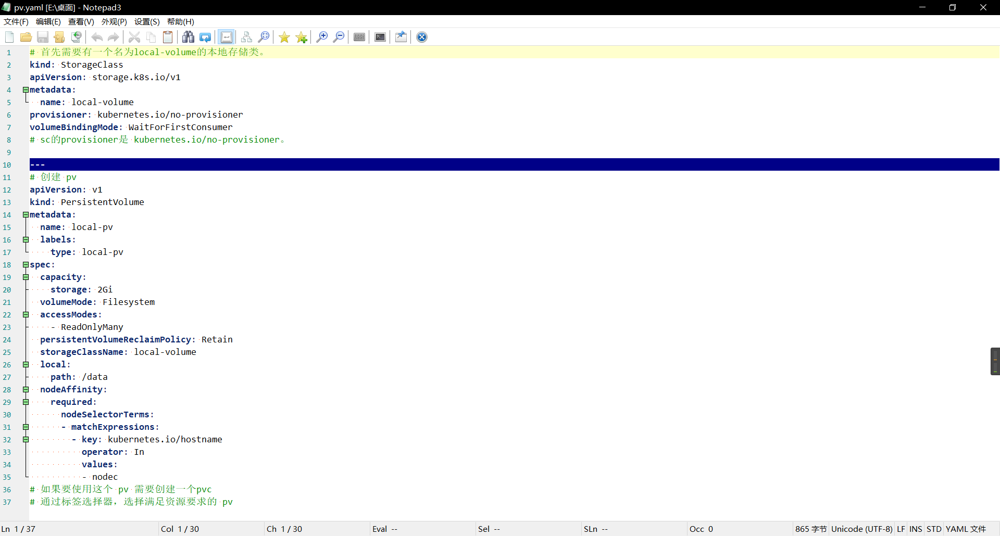 pv.yaml [E:\桌面] - Notepad3
文件(F) 编辑(E) 查看(V) 外观(P) 设置(S) 帮助(H)
1 # 首先需要有一个名为local-volume的本地存储类。
2 kind: StorageClass
3 apiVersion: storage.k8s.io/v1
4 metadata:
5   name: local-volume
6 provisioner: kubernetes.io/no-provisioner
7 volumeBindingMode: WaitForFirstConsumer
8 # sc的provisioner是 kubernetes.io/no-provisioner。
9
10 ---
11 # 创建 pv
12 apiVersion: v1
13 kind: PersistentVolume
14 metadata:
15   name: local-pv
16   labels:
17     type: local-pv
18 spec:
19   capacity:
20     storage: 2Gi
21   volumeMode: Filesystem
22   accessModes:
23     - ReadOnlyMany
24   persistentVolumeReclaimPolicy: Retain
25   storageClassName: local-volume
26   local:
27     path: /data
28   nodeAffinity:
29     required:
30       nodeSelectorTerms:
31       - matchExpressions:
32         - key: kubernetes.io/hostname
33           operator: In
34           values:
35           - nodec
36 # 如果要使用这个 pv 需要创建一个pvc
37 # 通过标签选择器，选择满足资源要求的 pv
Ln 1 / 37 Col 1 / 30 Ch 1 / 30 Eval -- Sel -- SLn -- Occ 0 865 字节 Unicode (UTF-8) LF INS STD YAML 文件